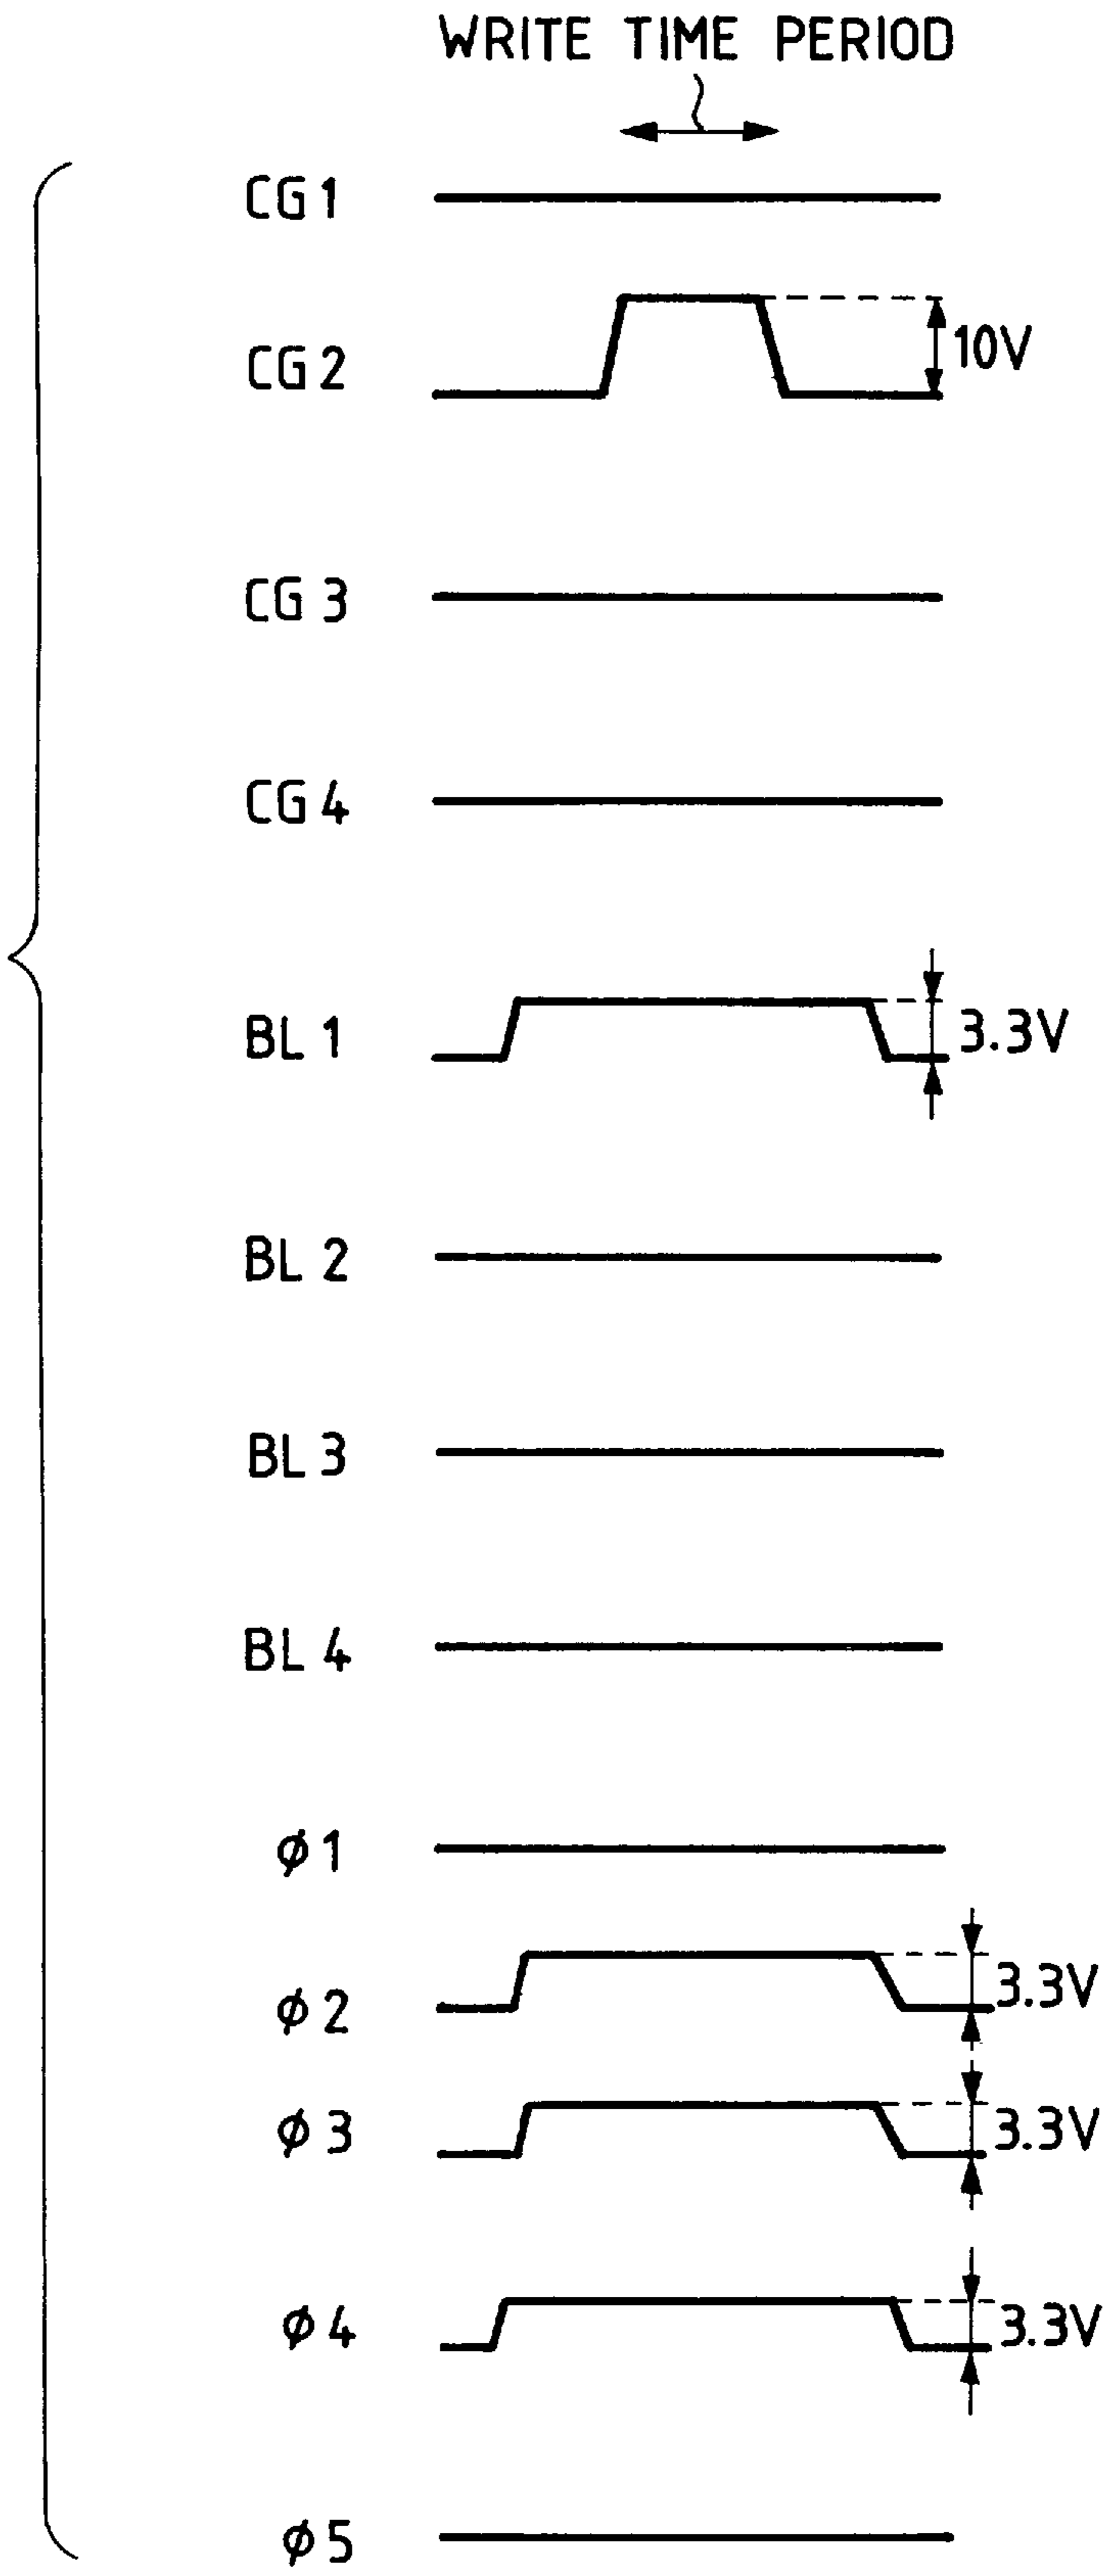 WRITE TIME PERIOD
CG1
CG2
10V
CG3
CG4
BL1
3.3V
BL2
BL3
BL4
φ1
φ2
3.3V
φ3
3.3V
φ4
3.3V
φ5